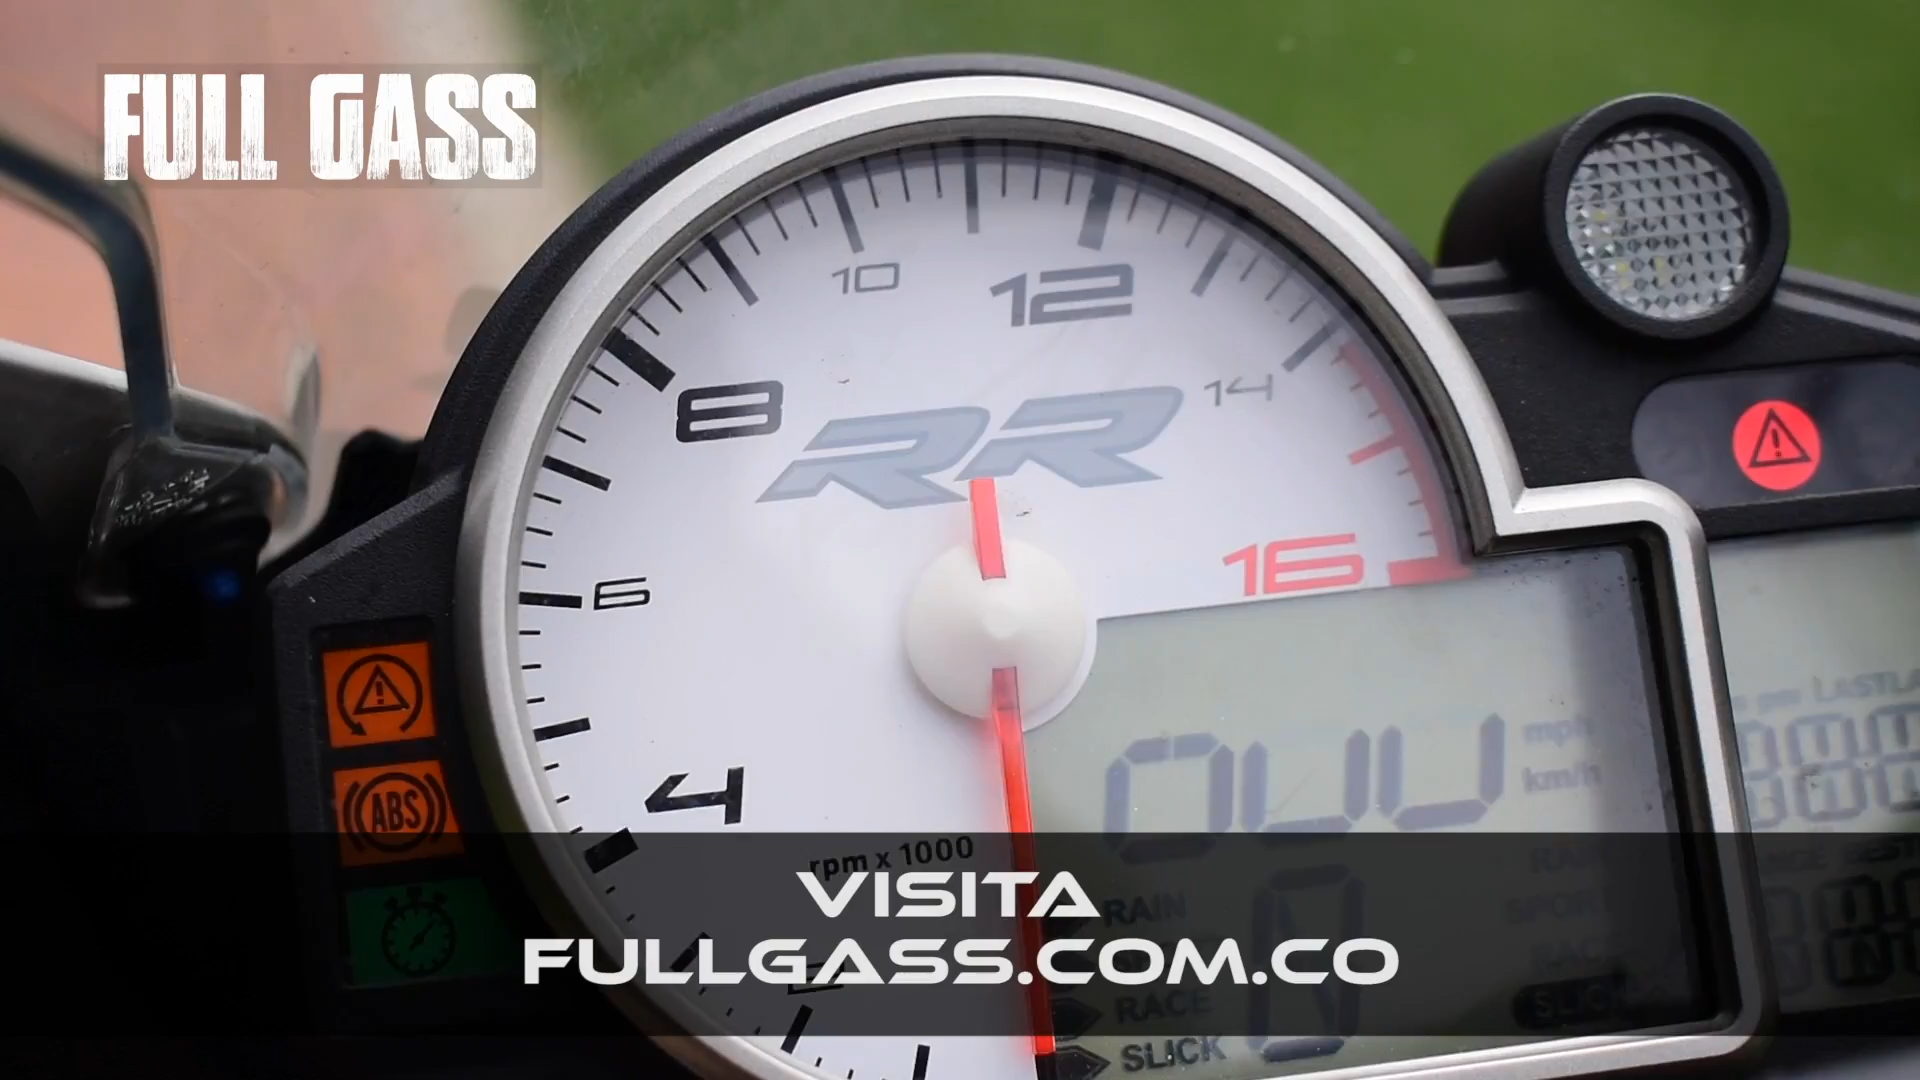 FULL GASS
10
12
8
RR
14
16
6
ABS
4
rpm x 1000
mph
km/h
LASTLA
VISITA
RAIN
FULLGASS.COM.CO
RACE
SLICK